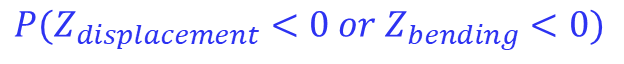 P(Z_displacement < 0 or Z_bending < 0)